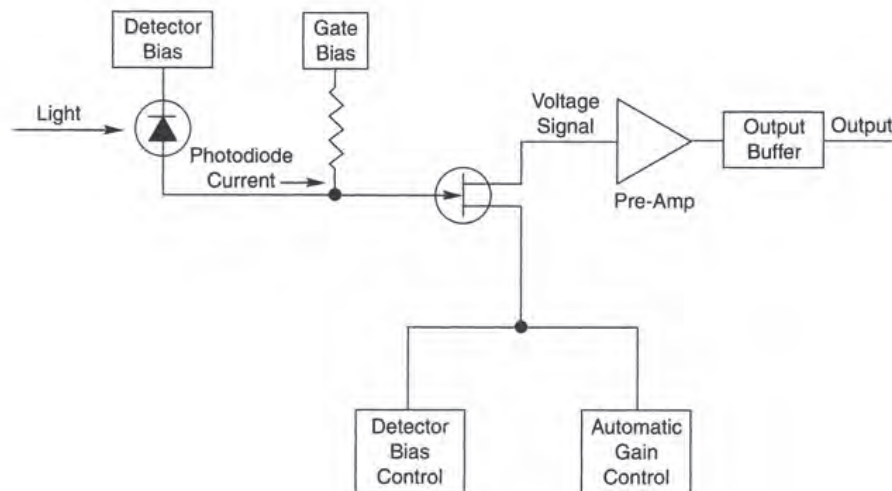 Detector
Bias
Gate
Bias
Light
Photodiode
Current
Voltage
Signal
Pre-Amp
Output
Buffer
Output
Detector
Bias
Control
Automatic
Gain
Control